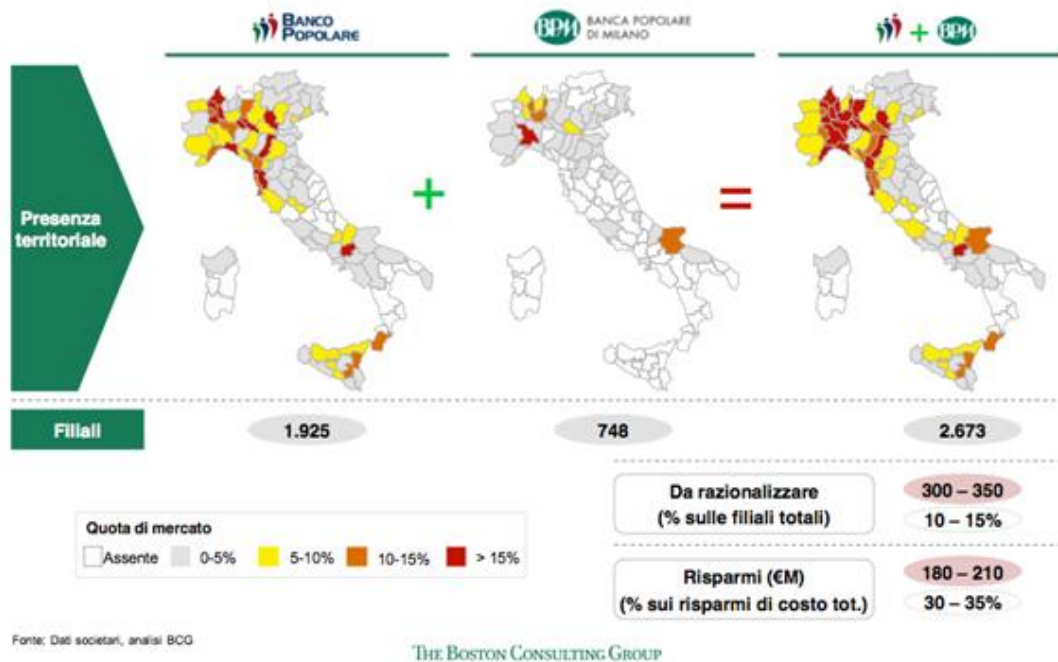 BANCO
POPOLARE
BPM
BANCA POPOLARE
DI MILANO
+
BPM
Presenza
territoriale
+
=
Filiali
1.925
748
2.673
Da razionalizzare
(% sulle filiali totali)
300 – 350
10 – 15%
Quota di mercato
Assente
0-5%
5-10%
10-15%
> 15%
Risparmi (€M)
(% sui risparmi di costo tot.)
180 – 210
30 – 35%
Fonte: Dati societari, analisi BCG
THE BOSTON CONSULTING GROUP